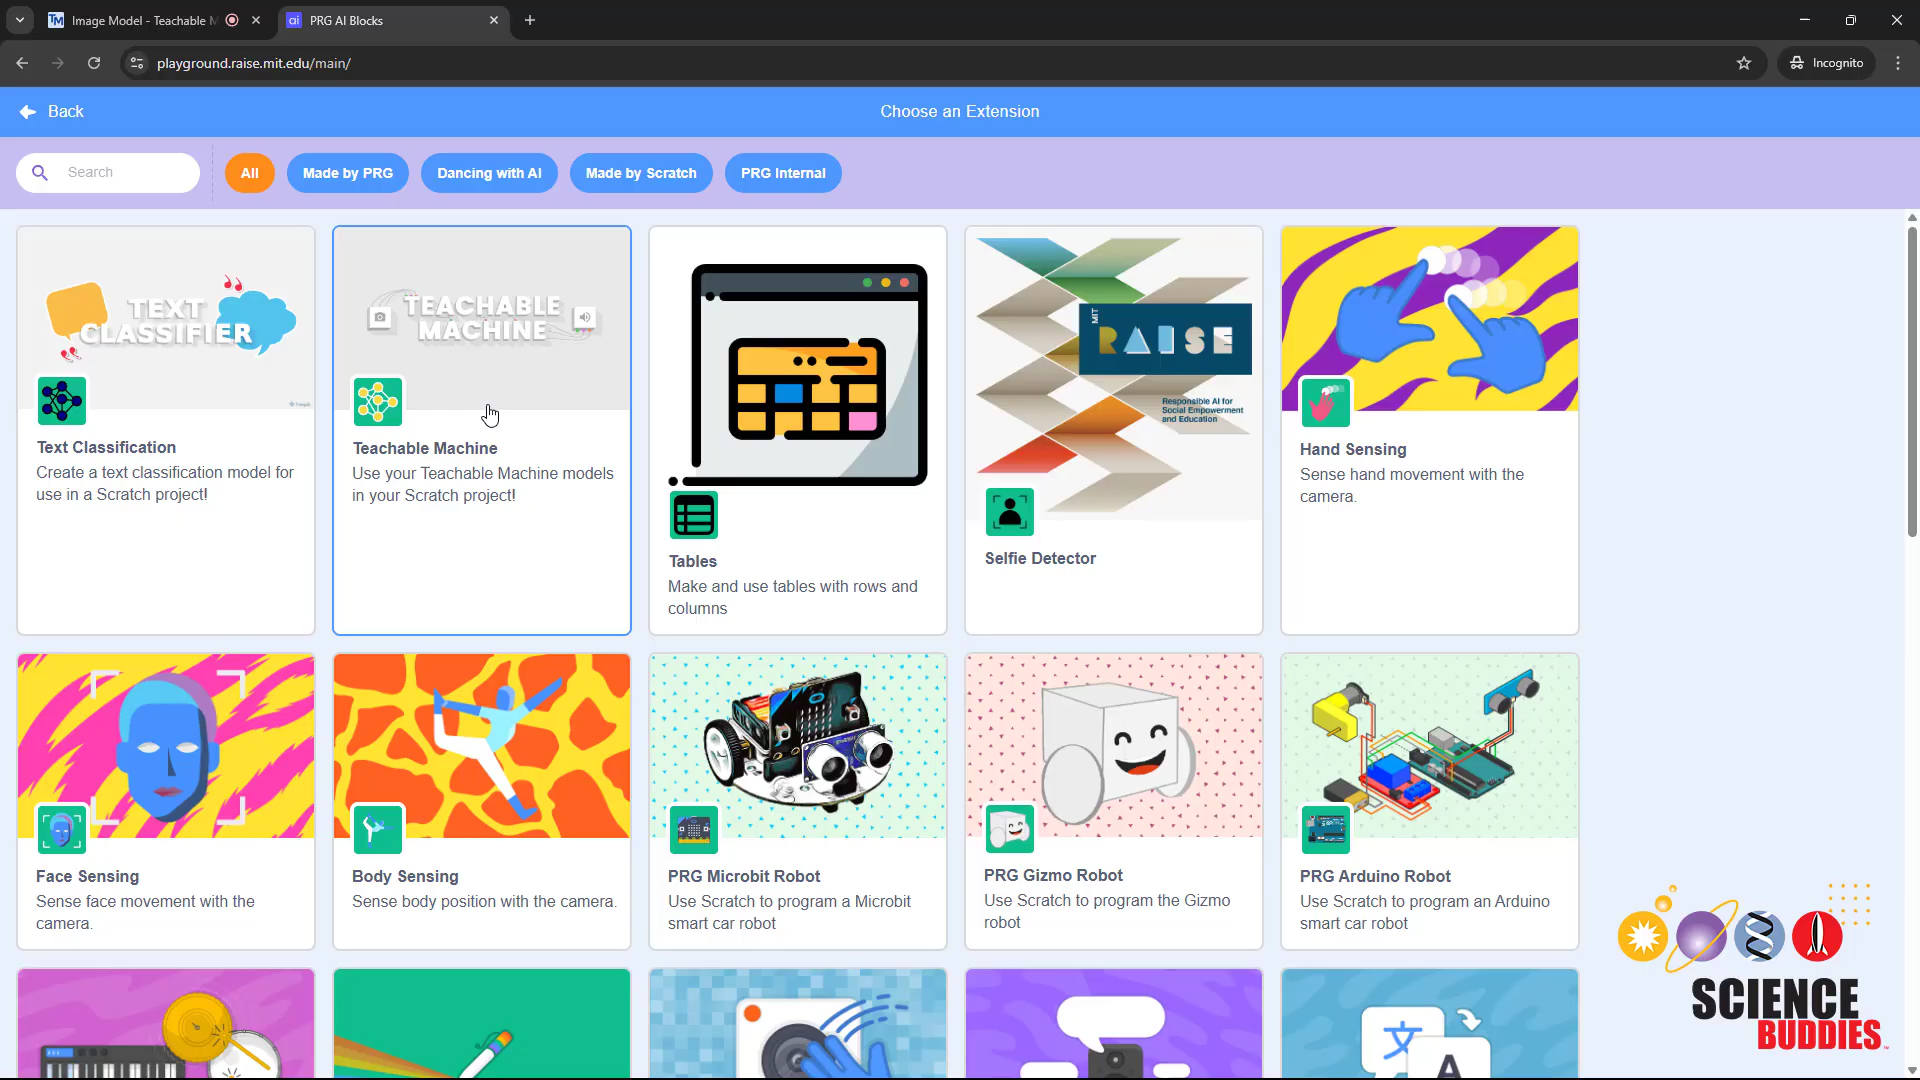 Image Model - Teachable M
PRG AI Blocks
playground.raise.mit.edu/main/
Incognito
Back
Choose an Extension
Search
All
Made by PRG
Dancing with AI
Made by Scratch
PRG Internal
TEXT
CLASSIFIER
Text Classification
Create a text classification model for
use in a Scratch project!
TEACHABLE
MACHINE
Teachable Machine
Use your Teachable Machine models
in your Scratch project!
Tables
Make and use tables with rows and
columns
MIT
RAISE
Responsible AI for
Social Empowerment
and Education
Selfie Detector
Hand Sensing
Sense hand movement with the
camera.
Face Sensing
Sense face movement with the
camera.
Body Sensing
Sense body position with the camera.
PRG Microbit Robot
Use Scratch to program a Microbit
smart car robot
PRG Gizmo Robot
Use Scratch to program the Gizmo
robot
PRG Arduino Robot
Use Scratch to program an Arduino
smart car robot
文
A
SCIENCE
BUDDIES